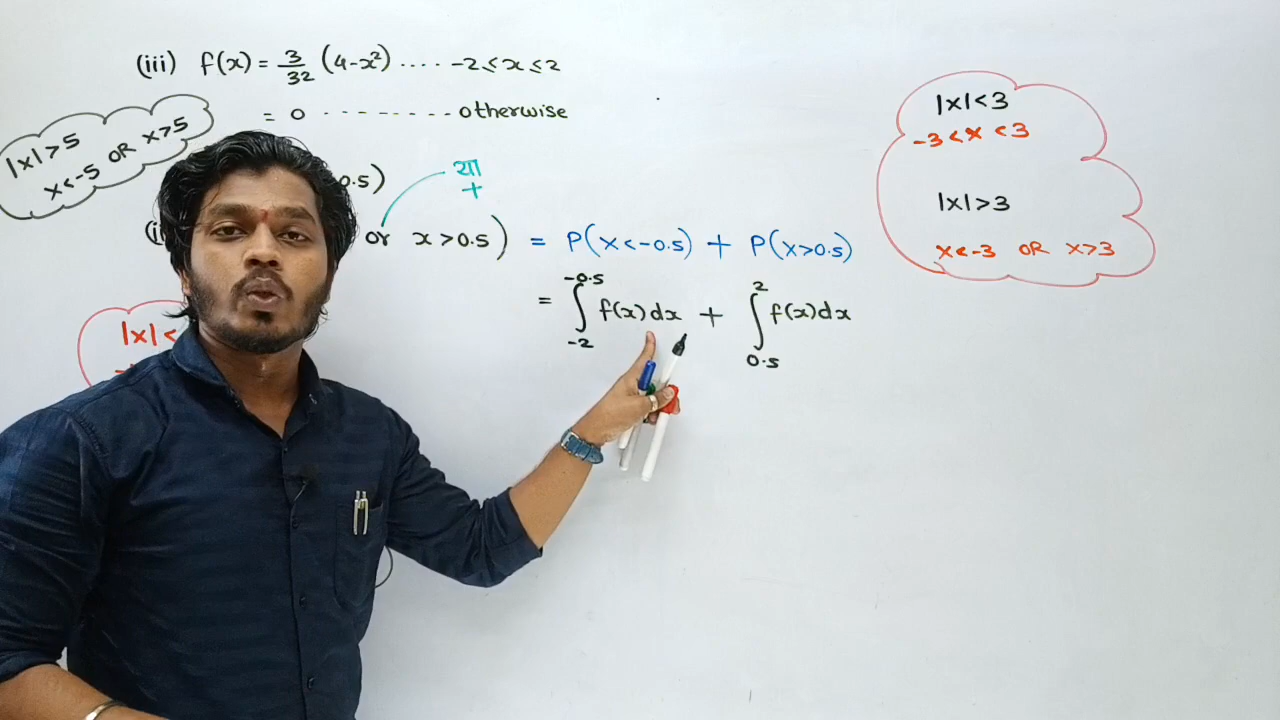 (iii) f(x) = 3/32 (4-x²) .... -2≤x≤2
= 0 - - - - - - - - - otherwise
|x|>5
x<-5 OR x>5
0.5)
या
+
or x>0.5) = P(X<-0.5) + P(X>0.5)
= ∫_{-2}^{-0.5} f(x)dx + ∫_{0.5}^{2} f(x)dx
|x|<
|x|<3
-3<x<3
|x|>3
x<-3 OR x>3